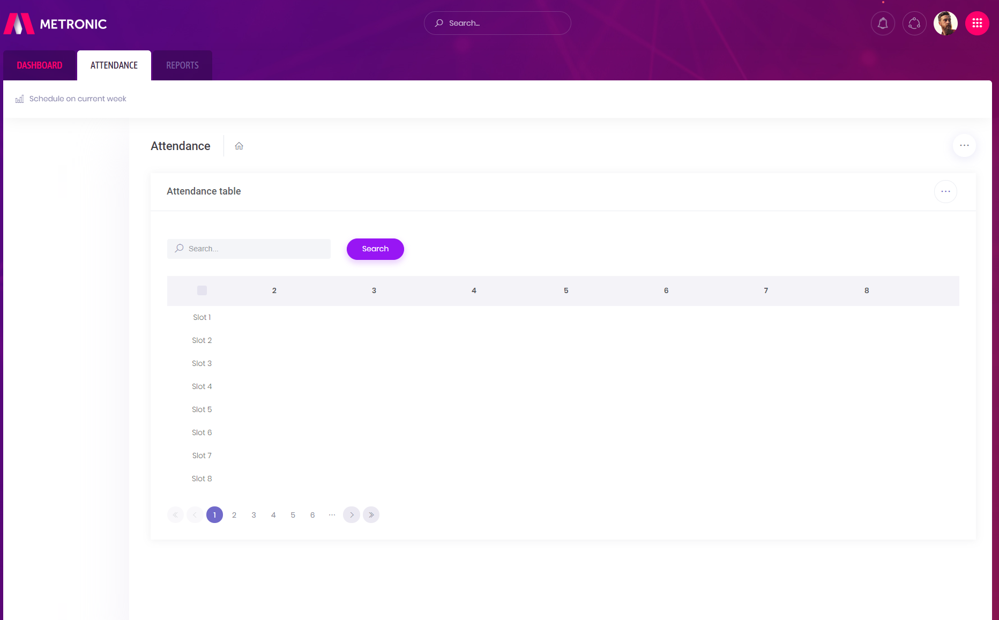 METRONIC
Search...
DASHBOARD ATTENDANCE REPORTS
Schedule on current week
Attendance
Attendance table
Search... Search
2 3 4 5 6 7 8
Slot 1
Slot 2
Slot 3
Slot 4
Slot 5
Slot 6
Slot 7
Slot 8
1 2 3 4 5 6 ...